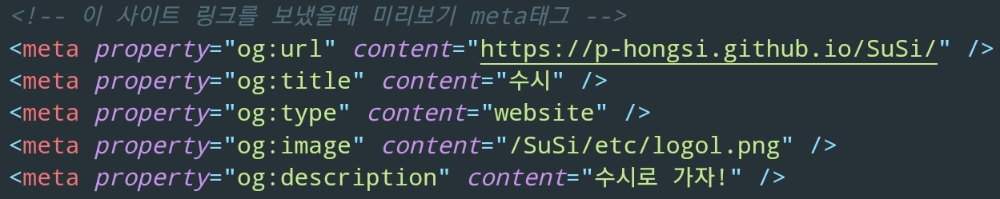 <!-- 이 사이트 링크를 보냈을때 미리보기 meta태그 -->
<meta property="og:url" content="https://p-hongsi.github.io/SuSi/" />
<meta property="og:title" content="수시" />
<meta property="og:type" content="website" />
<meta property="og:image" content="/SuSi/etc/logol.png" />
<meta property="og:description" content="수시로 가자!" />